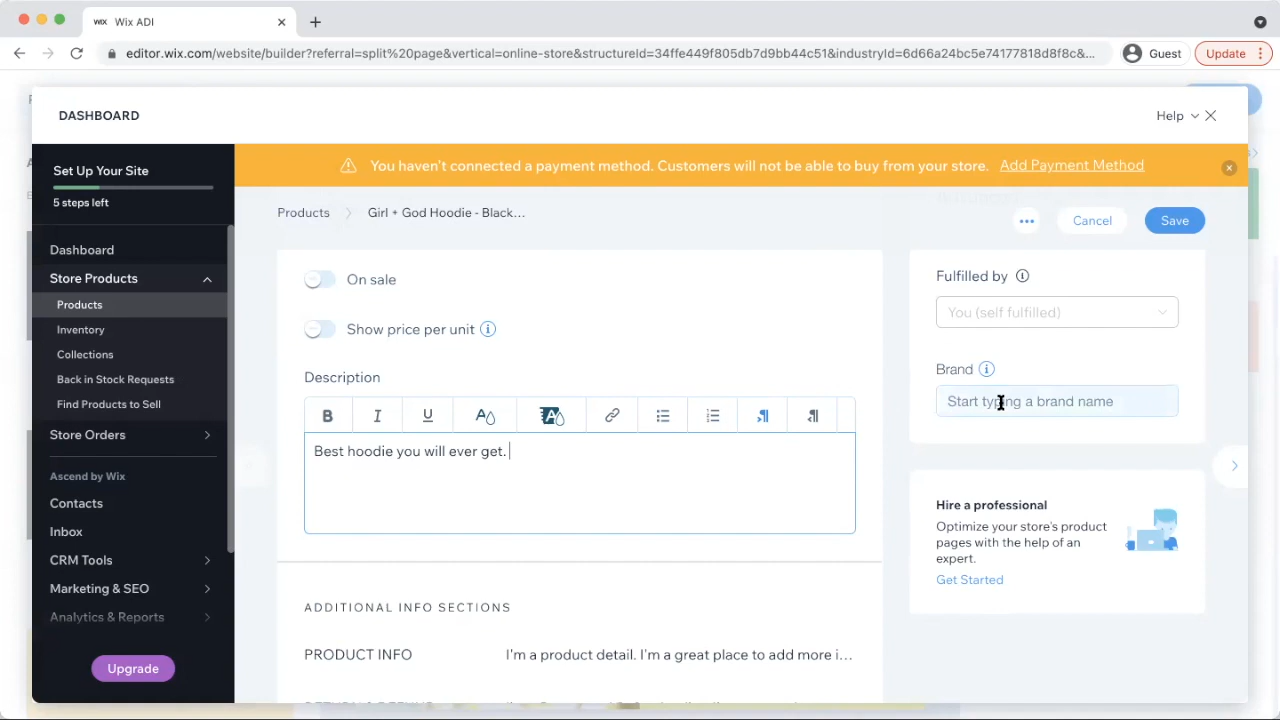 WiX Wix ADI
editor.wix.com/website/builder?referral=split%20page&vertical=online-store&structureId=34ffe449f805db7d9bb44c51&industryId=6d66a24bc5e74177818d8f8c&...
Guest
Update
DASHBOARD
Help
Set Up Your Site
5 steps left
You haven't connected a payment method. Customers will not be able to buy from your store. Add Payment Method
Products
Girl + God Hoodie - Black...
Cancel
Save
Dashboard
Store Products
Products
Inventory
Collections
Back in Stock Requests
Find Products to Sell
Store Orders
Ascend by Wix
Contacts
Inbox
CRM Tools
Marketing & SEO
Analytics & Reports
Upgrade
On sale
Show price per unit
Description
B I U A A
Best hoodie you will ever get.
ADDITIONAL INFO SECTIONS
PRODUCT INFO I'm a product detail. I'm a great place to add more i...
Fulfilled by
You (self fulfilled)
Brand
Start typing a brand name
Hire a professional
Optimize your store's product
pages with the help of an
expert.
Get Started